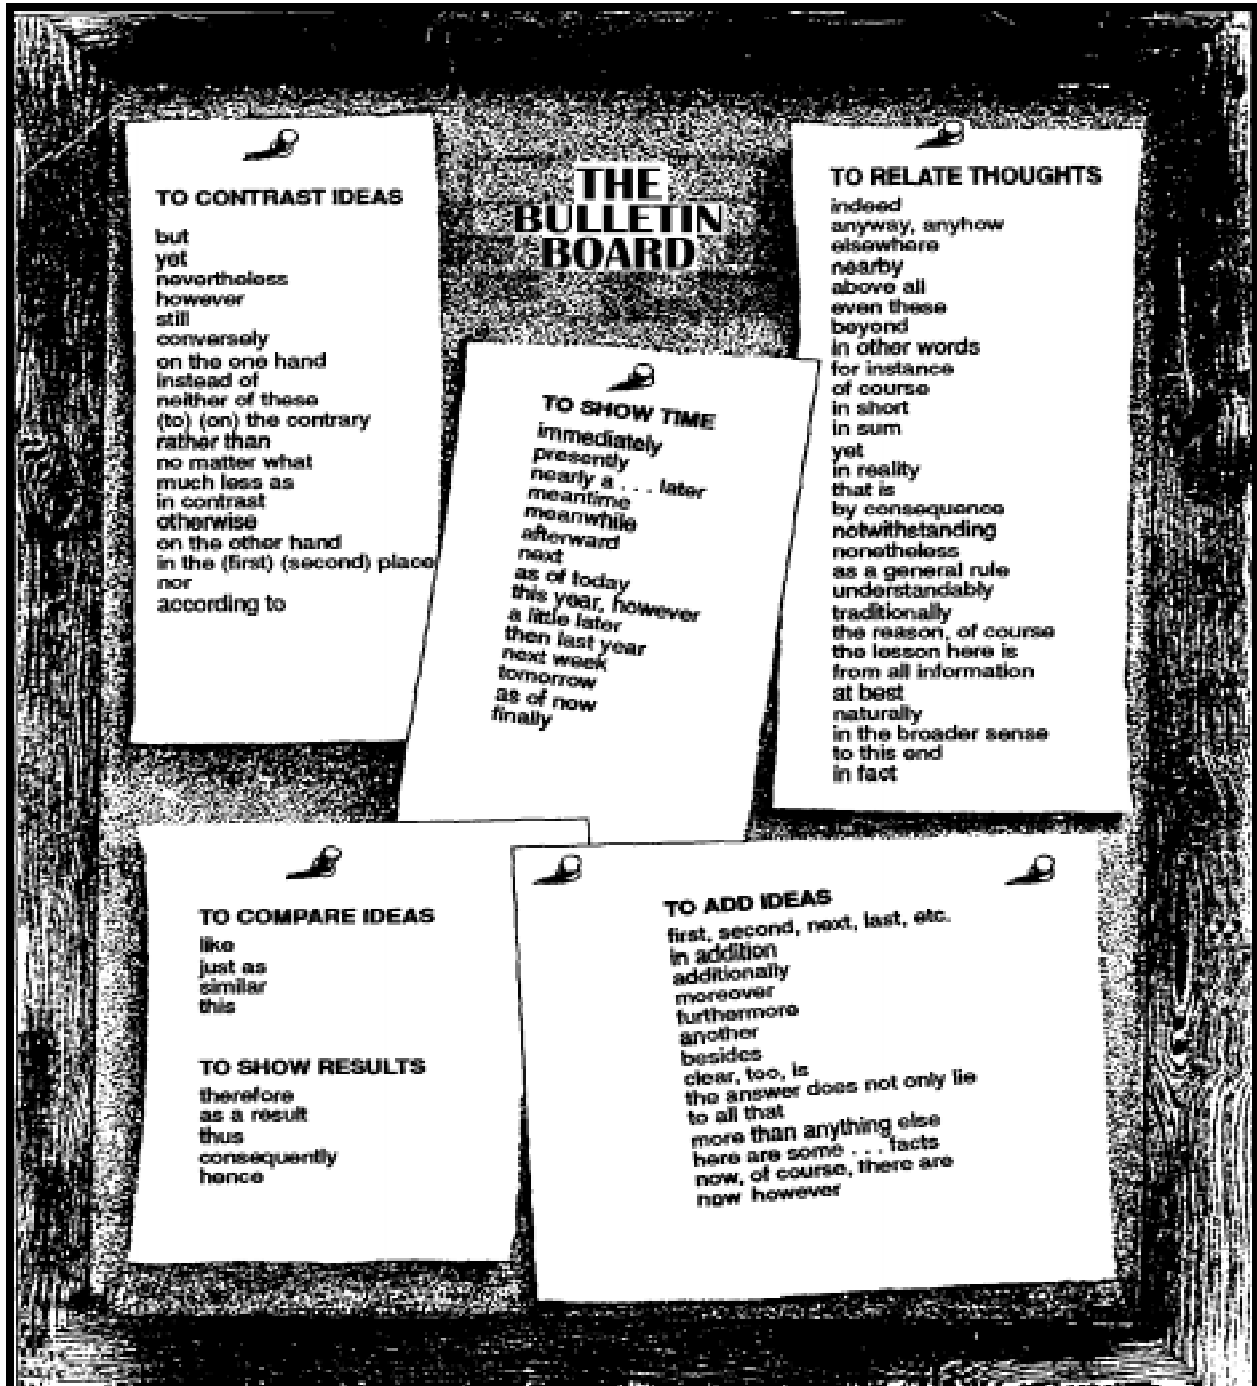 THE
BULLETIN
BOARD
TO CONTRAST IDEAS
but
yet
nevertheless
however
still
conversely
on the one hand
instead of
neither of these
(to) (on) the contrary
rather than
no matter what
much less as
in contrast
otherwise
on the other hand
in the (first) (second) place
nor
according to
TO SHOW TIME
immediately
presently
nearly a . . . later
meantime
meanwhile
afterward
next
as of today
this year, however
a little later
then last year
next week
tomorrow
as of now
finally
TO RELATE THOUGHTS
indeed
anyway, anyhow
elsewhere
nearby
above all
even these
beyond
in other words
for instance
of course
in short
in sum
yet
in reality
that is
by consequence
notwithstanding
nonetheless
as a general rule
understandably
traditionally
the reason, of course
the lesson here is
from all information
at best
naturally
in the broader sense
to this end
in fact
TO COMPARE IDEAS
like
just as
similar
this
TO SHOW RESULTS
therefore
as a result
thus
consequently
hence
TO ADD IDEAS
first, second, next, last, etc.
in addition
additionally
moreover
furthermore
another
besides
clear, too, is
the answer does not only lie
to all that
more than anything else
here are some . . . facts
now, of course, there are
now however